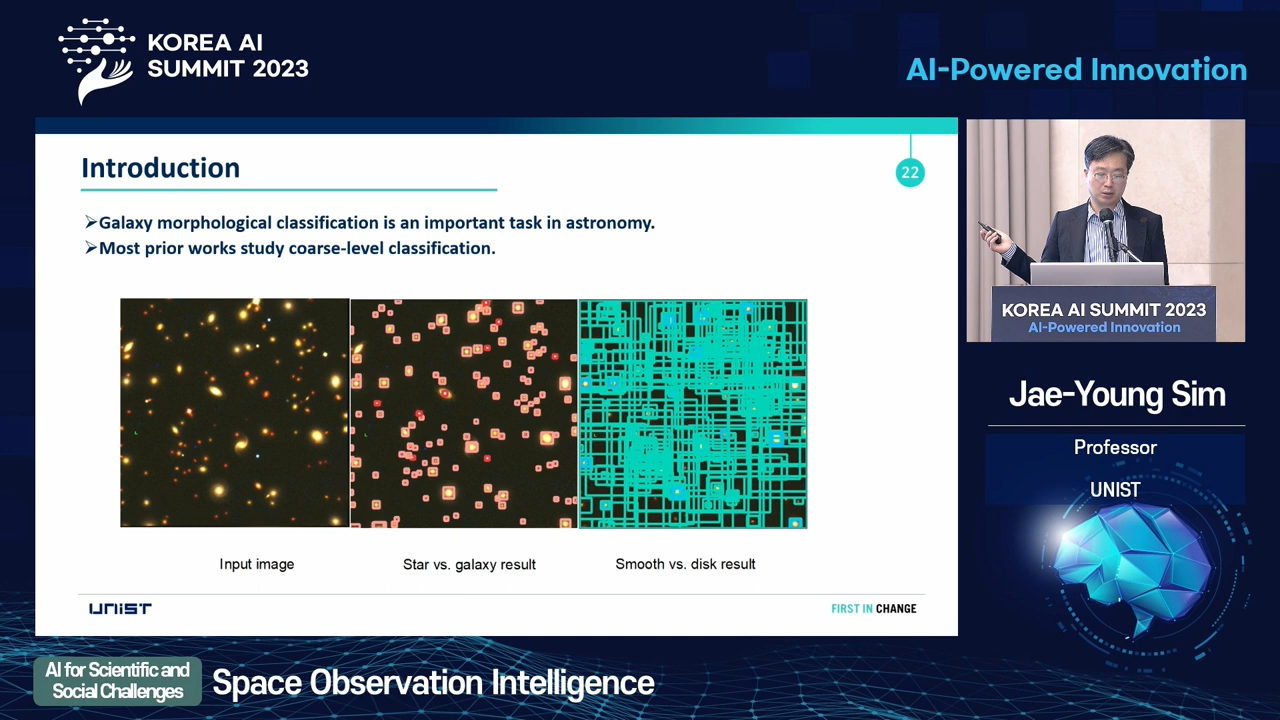 KOREA AI
SUMMIT 2023
AI-Powered Innovation
Introduction
22
➢Galaxy morphological classification is an important task in astronomy.
➢Most prior works study coarse-level classification.
Input image
Star vs. galaxy result
Smooth vs. disk result
UNIST
FIRST IN CHANGE
KOREA AI SUMMIT 2023
AI-Powered Innovation
Jae-Young Sim
Professor
UNIST
AI for Scientific and
Social Challenges
Space Observation Intelligence